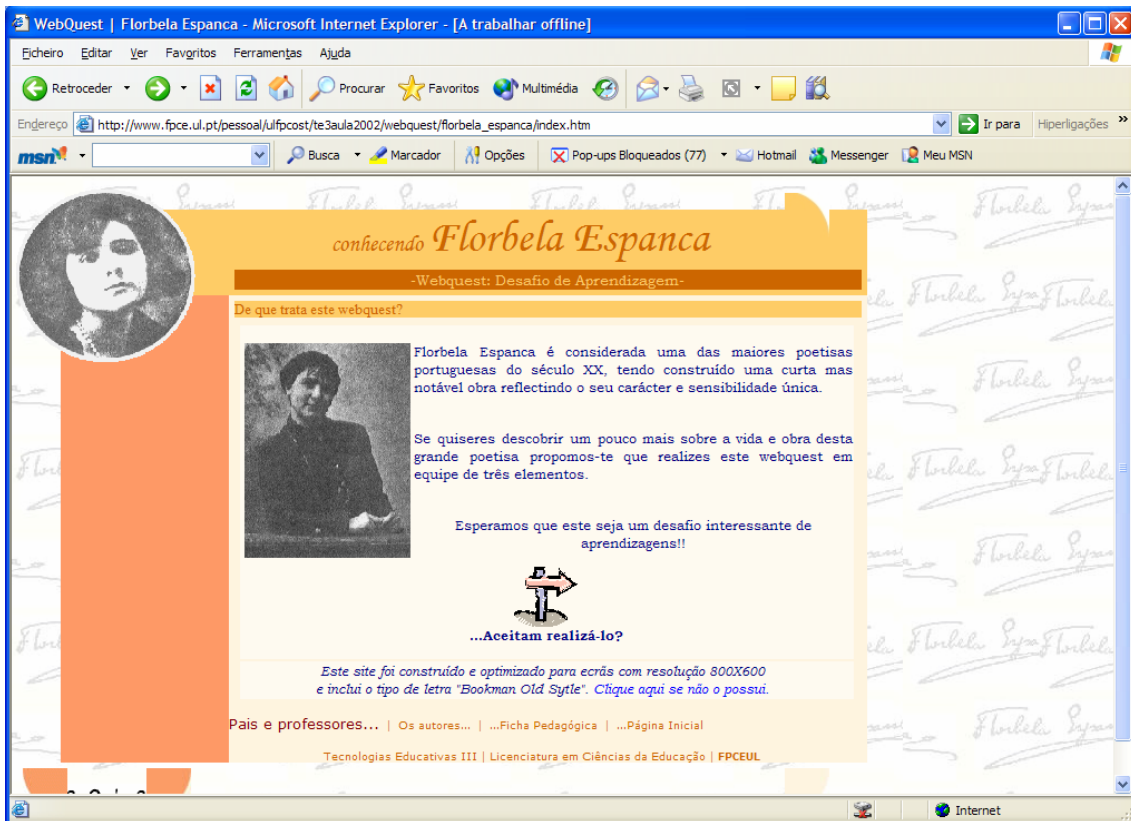 WebQuest | Florbela Espanca - Microsoft Internet Explorer - [A trabalhar offline]
Ficheiro Editar Ver Favoritos Ferramentas Ajuda
Retroceder Procurar Favoritos Multimédia
Endereço http://www.fpce.ul.pt/pessoal/ulfpcost/te3aula2002/webquest/florbela_espanca/index.htm Ir para Hiperligações »
msn Busca Marcador Opções Pop-ups Bloqueados (77) Hotmail Messenger Meu MSN
conhecendo Florbela Espanca
-Webquest: Desafio de Aprendizagem-
De que trata este webquest?
Florbela Espanca é considerada uma das maiores poetisas
portuguesas do século XX, tendo construído uma curta mas
notável obra reflectindo o seu carácter e sensibilidade única.
Se quiseres descobrir um pouco mais sobre a vida e obra desta
grande poetisa propomos-te que realizes este webquest em
equipe de três elementos.
Esperamos que este seja um desafio interessante de
aprendizagens!!
...Aceitam realizá-lo?
Este site foi construído e optimizado para ecrãs com resolução 800X600
e inclui o tipo de letra "Bookman Old Sytle". Clique aqui se não o possui.
Pais e professores... | Os autores... | ...Ficha Pedagógica | ...Página Inicial
Tecnologias Educativas III | Licenciatura em Ciências da Educação | FPCEUL
Internet